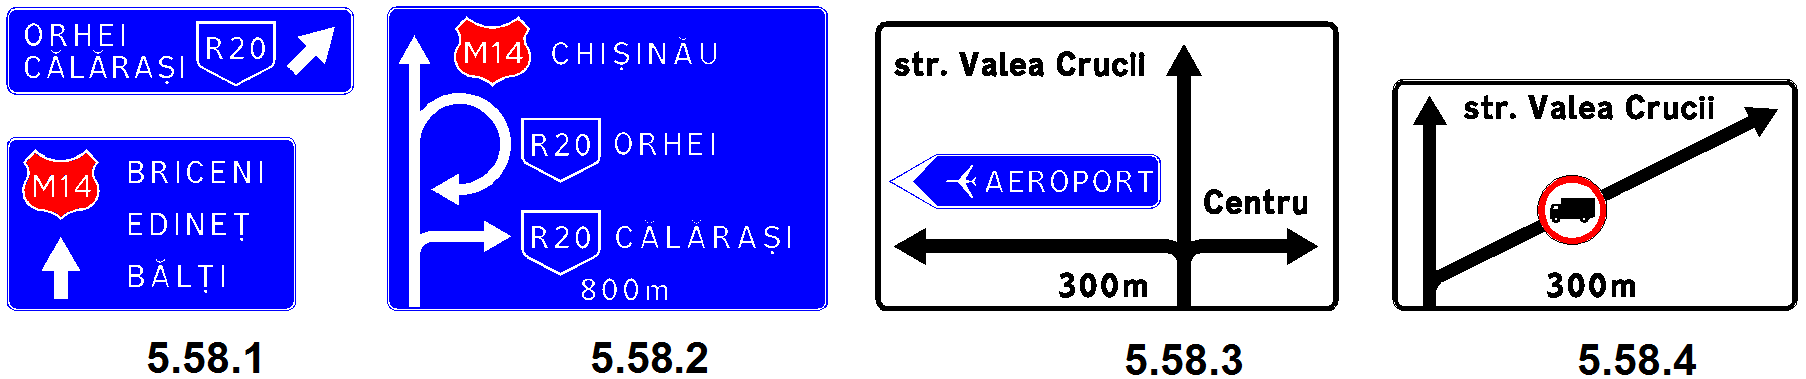 ORHEI
CĂLĂRAȘI
R20
M14
BRICENI
EDINEȚ
BĂLȚI
5.58.1
M14 CHIȘINĂU
R20 ORHEI
R20 CĂLĂRAȘI
800m
5.58.2
str. Valea Crucii
AEROPORT
Centru
300m
5.58.3
str. Valea Crucii
300m
5.58.4